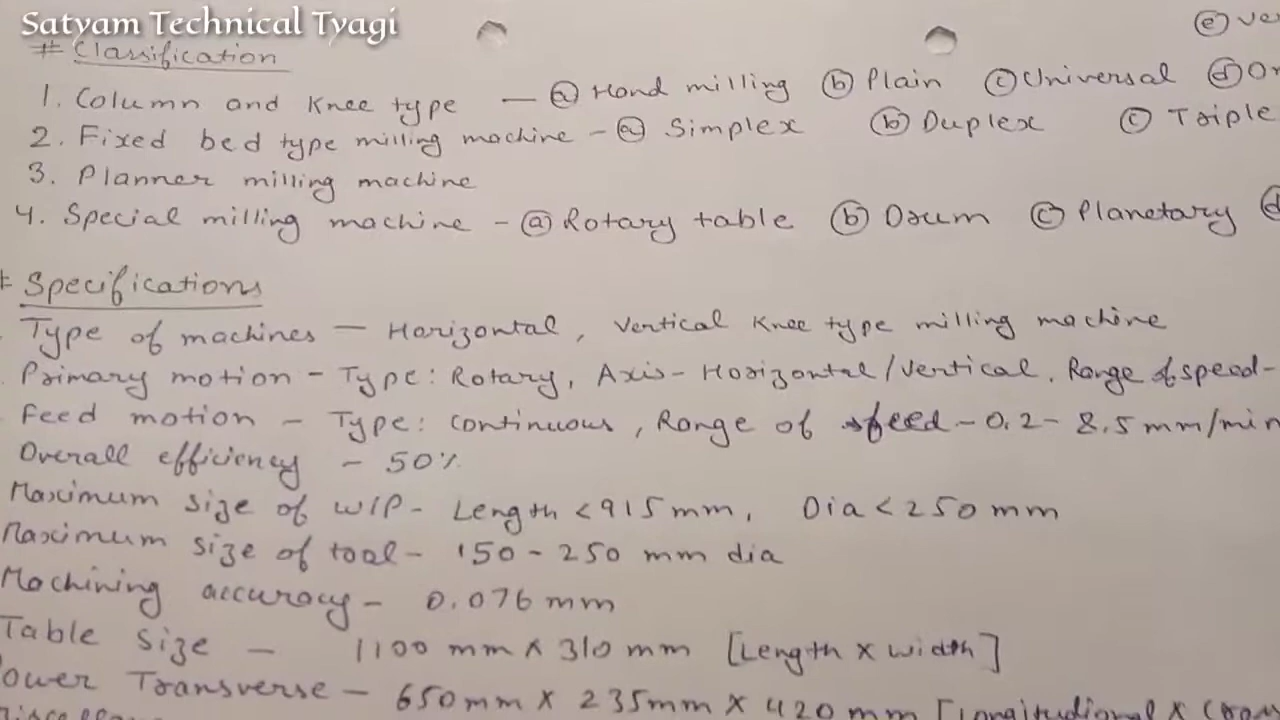 Satyam Technical Tyagi
# Classification
1. Column and Knee type — ⓐ Hand milling ⓑ Plain ⓒ Universal ⓓ
2. Fixed bed type milling machine - ⓐ Simplex ⓑ Duplex ⓒ Triple
3. Planner milling machine
4. Special milling machine - ⓐ Rotary table ⓑ Drum ⓒ Planetary ⓓ
# Specifications
Type of machines — Horizontal, Vertical Knee type milling machine
Primary motion - Type: Rotary, Axis - Horizontal/Vertical. Range of speed-
Feed motion - Type: Continuous, Range of feed - 0.2 - 8.5 mm/min
Overall efficiency - 50%
Maximum size of W/P - Length < 915 mm, Dia < 250 mm
Maximum size of tool - 150 - 250 mm dia
Machining accuracy - 0.076 mm
Table size - 1100 mm x 310 mm [Length x width]
Power Transverse - 650mm x 235mm x 420 mm [Longitudional x Cross